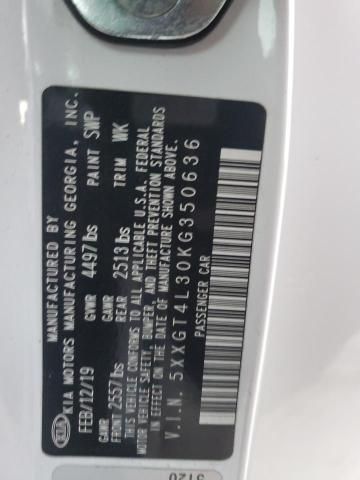 MANUFACTURED BY
KIA KIA MOTORS MANUFACTURING GEORGIA, INC.
FEB/12/19 GVWR 4497lbs PAINT SWP
GAWR FRONT 2557lbs GAWR REAR 2513lbs TRIM WK
THIS VEHICLE CONFORMS TO ALL APPLICABLE U.S.A. FEDERAL
MOTOR VEHICLE SAFETY, BUMPER, AND THEFT PREVENTION STANDARDS
IN EFFECT ON THE DATE OF MANUFACTURE SHOWN ABOVE.
V.I.N. 5XXGT4L30KG350636
PASSENGER CAR